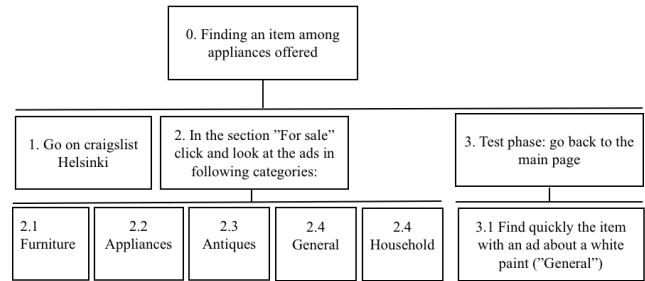 0. Finding an item among
appliances offered
1. Go on craigslist
Helsinki
2. In the section ”For sale”
click and look at the ads in
following categories:
3. Test phase: go back to the
main page
2.1
Furniture
2.2
Appliances
2.3
Antiques
2.4
General
2.4
Household
3.1 Find quickly the item
with an ad about a white
paint (”General”)